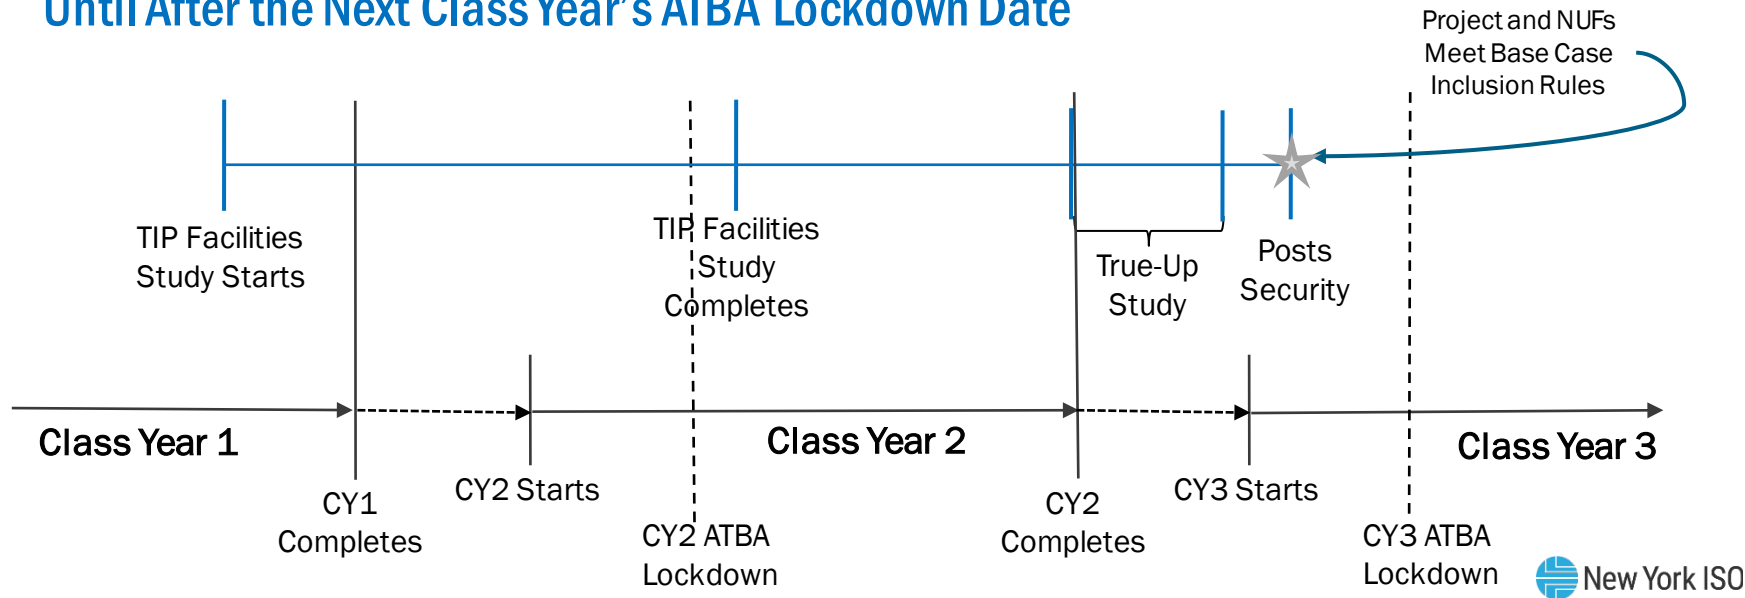 Until After the Next Class Year's ATBA Lockdown Date
Project and NUFs
Meet Base Case
Inclusion Rules
TIP Facilities
Study Starts
TIP Facilities
Study
Completes
True-Up
Study
Posts
Security
Class Year 1
Class Year 2
Class Year 3
CY1
Completes
CY2 Starts
CY2 ATBA
Lockdown
CY2
Completes
CY3 Starts
CY3 ATBA
Lockdown
New York ISO